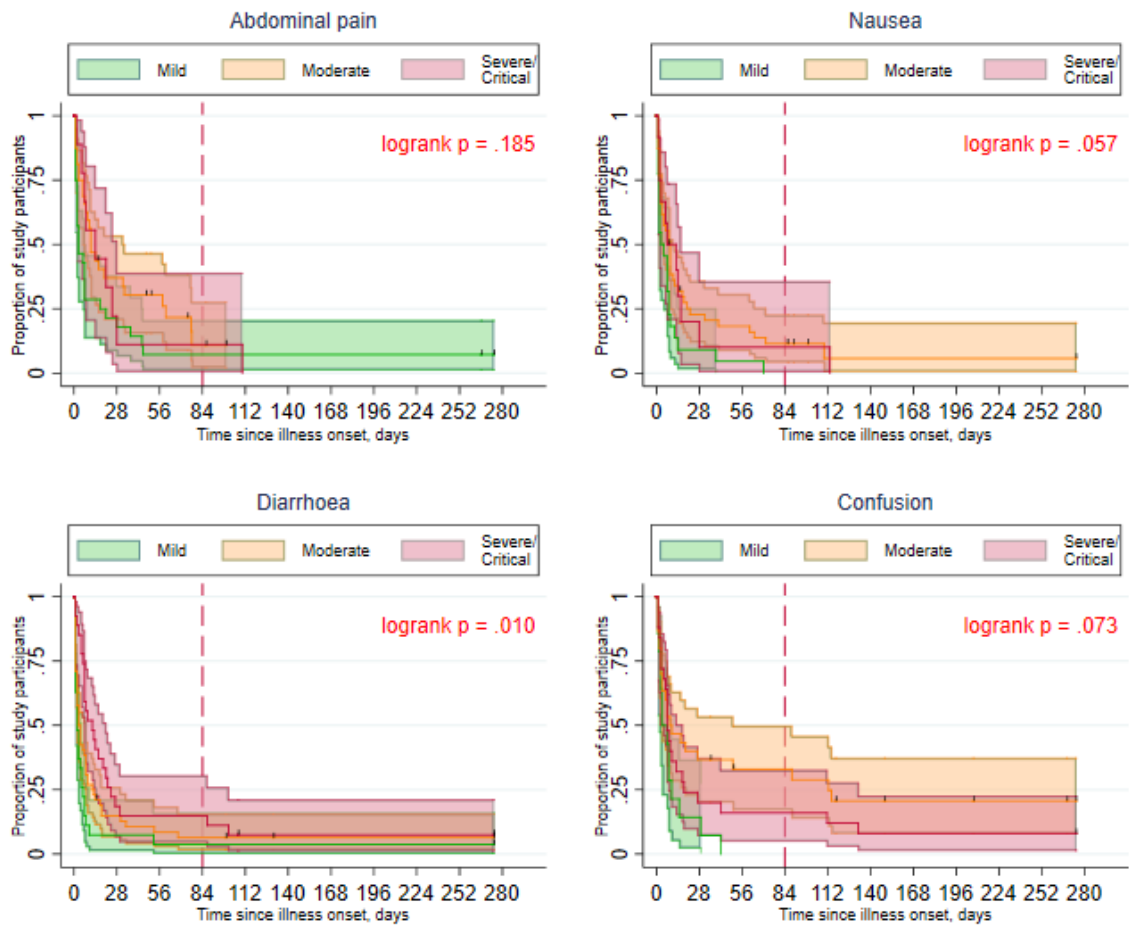 Abdominal pain
Mild Moderate Severe/
Critical
logrank p = .185
Proportion of study participants
1
.75
.5
.25
0
0 28 56 84 112 140 168 196 224 252 280
Time since illness onset, days
Nausea
Mild Moderate Severe/
Critical
logrank p = .057
Proportion of study participants
1
.75
.5
.25
0
0 28 56 84 112 140 168 196 224 252 280
Time since illness onset, days
Diarrhoea
Mild Moderate Severe/
Critical
logrank p = .010
Proportion of study participants
1
.75
.5
.25
0
0 28 56 84 112 140 168 196 224 252 280
Time since illness onset, days
Confusion
Mild Moderate Severe/
Critical
logrank p = .073
Proportion of study participants
1
.75
.5
.25
0
0 28 56 84 112 140 168 196 224 252 280
Time since illness onset, days